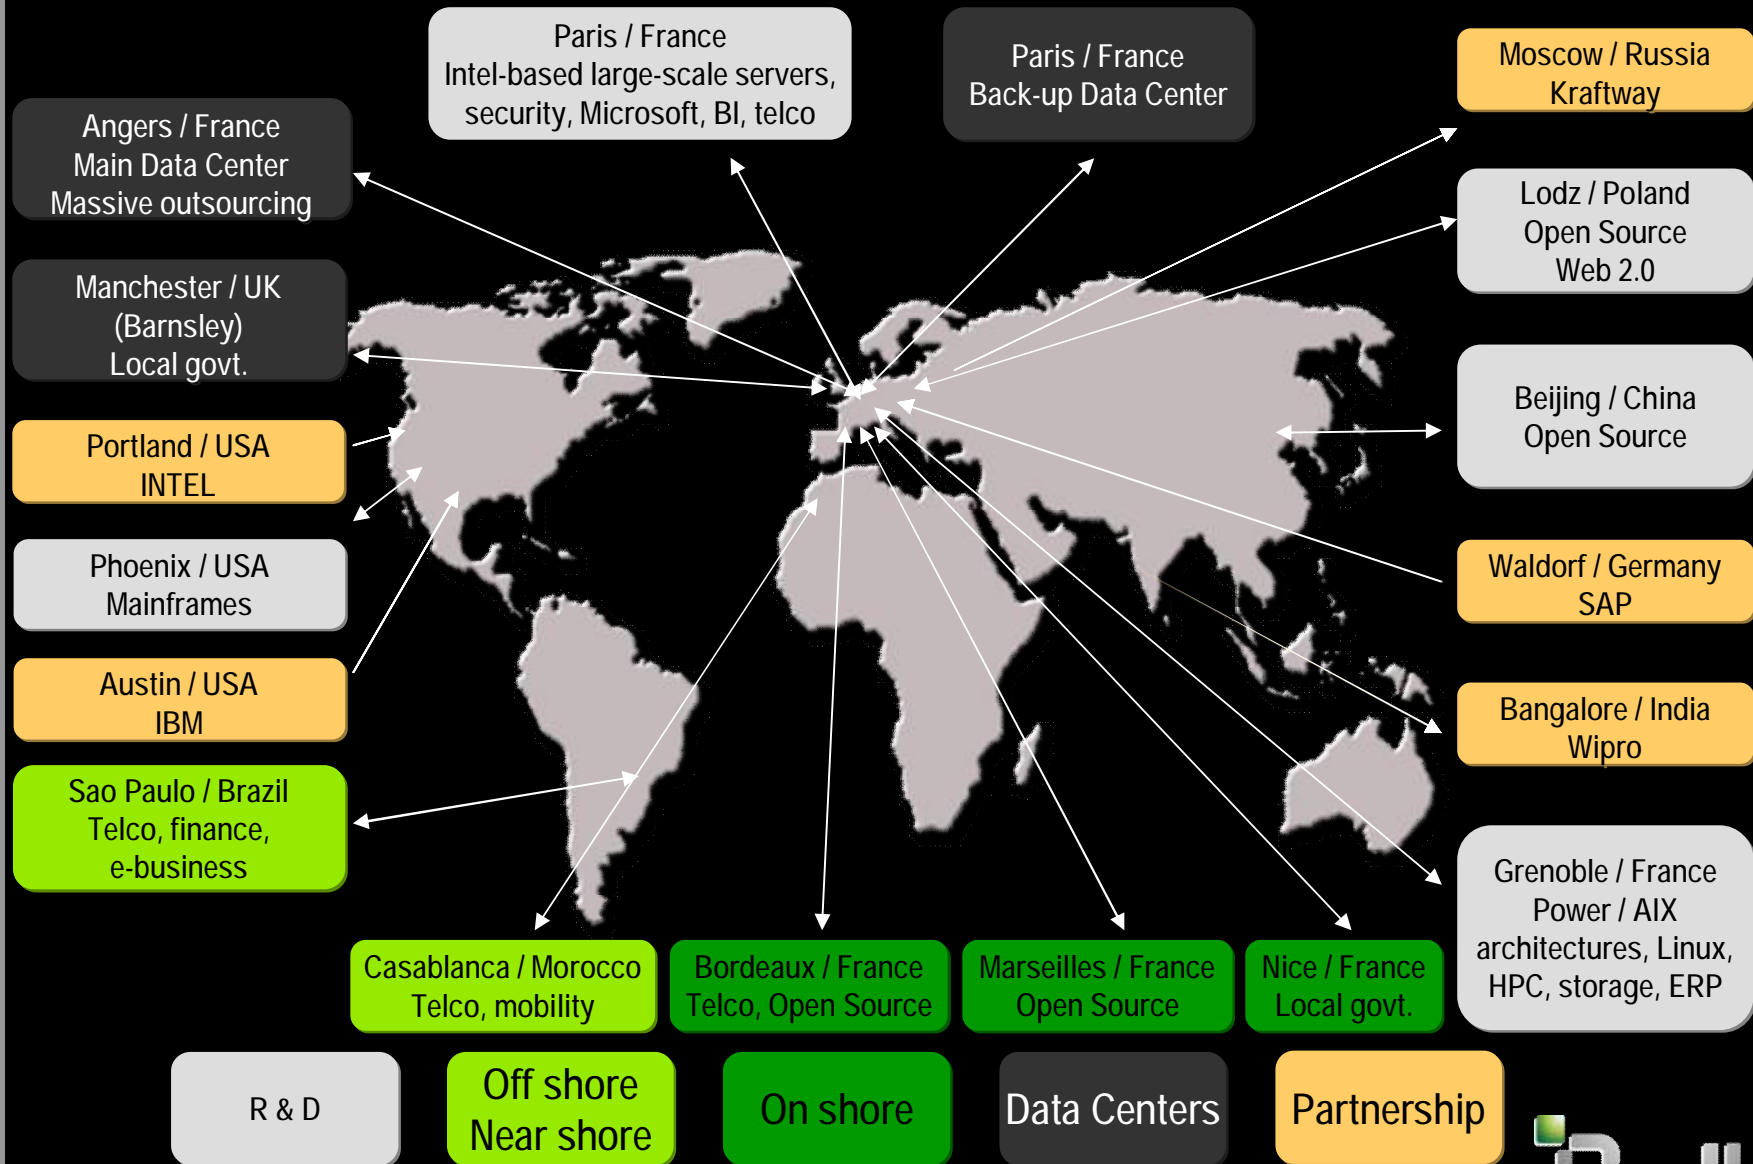 Paris / France
Intel-based large-scale servers,
security, Microsoft, BI, telco
Paris / France
Back-up Data Center
Moscow / Russia
Kraftway
Angers / France
Main Data Center
Massive outsourcing
Lodz / Poland
Open Source
Web 2.0
Manchester / UK
(Barnsley)
Local govt.
Beijing / China
Open Source
Portland / USA
INTEL
Phoenix / USA
Mainframes
Waldorf / Germany
SAP
Austin / USA
IBM
Bangalore / India
Wipro
Sao Paulo / Brazil
Telco, finance,
e-business
Grenoble / France
Power / AIX
architectures, Linux,
HPC, storage, ERP
Casablanca / Morocco
Telco, mobility
Bordeaux / France
Telco, Open Source
Marseilles / France
Open Source
Nice / France
Local govt.
R & D
Off shore
Near shore
On shore
Data Centers
Partnership